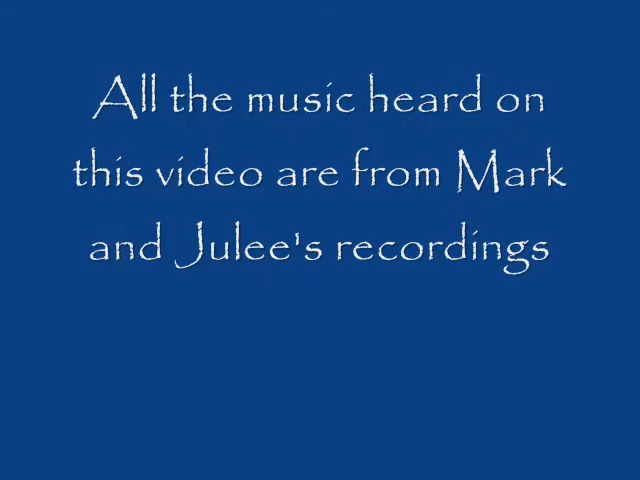 All the music heard on
this video are from Mark
and Julee's recordings